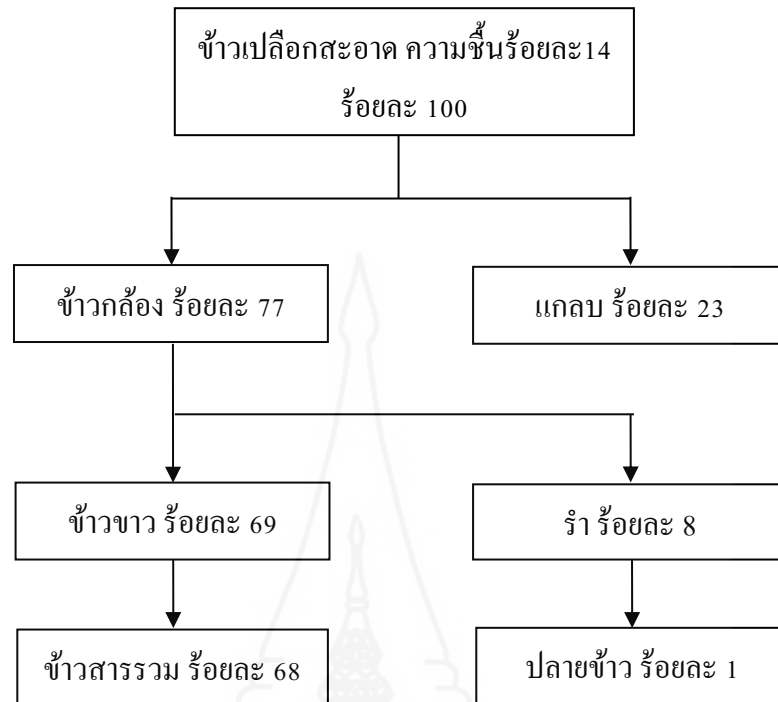 ข้าวเปลือกสะอาด ความชื้นร้อยละ14
ร้อยละ 100
ข้าวกล้อง ร้อยละ 77
แกลบ ร้อยละ 23
ข้าวขาว ร้อยละ 69
รำ ร้อยละ 8
ข้าวสารรวม ร้อยละ 68
ปลายข้าว ร้อยละ 1